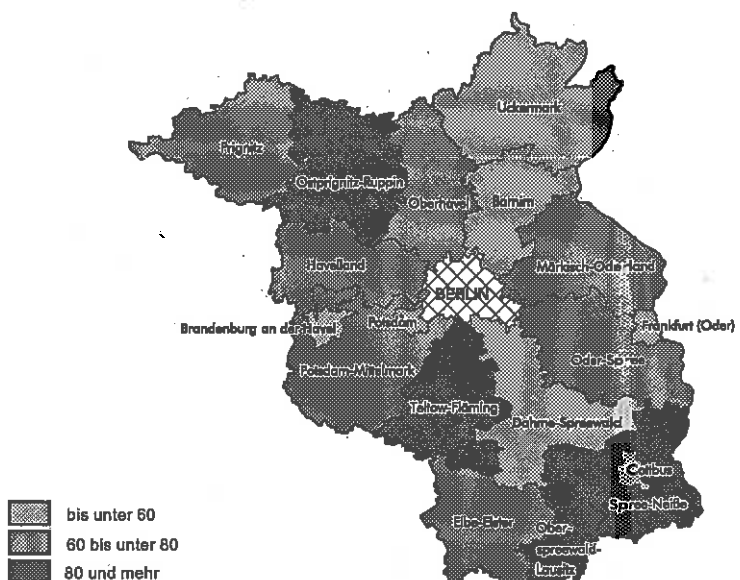 Uckermark
Prignitz
Ostprignitz-Ruppin
Oberhavel
Barnim
Havelland
Märkisch-Oderland
BERLIN
Brandenburg an der Havel
Potsdam
Frankfurt (Oder)
Potsdam-Mittelmark
Oder-Spree
Teltow-Fläming
Dahme-Spreewald
Cottbus
Spree-Neiße
Elbe-Elster
Ober-
spreewald-
Lausitz
bis unter 60
60 bis unter 80
80 und mehr